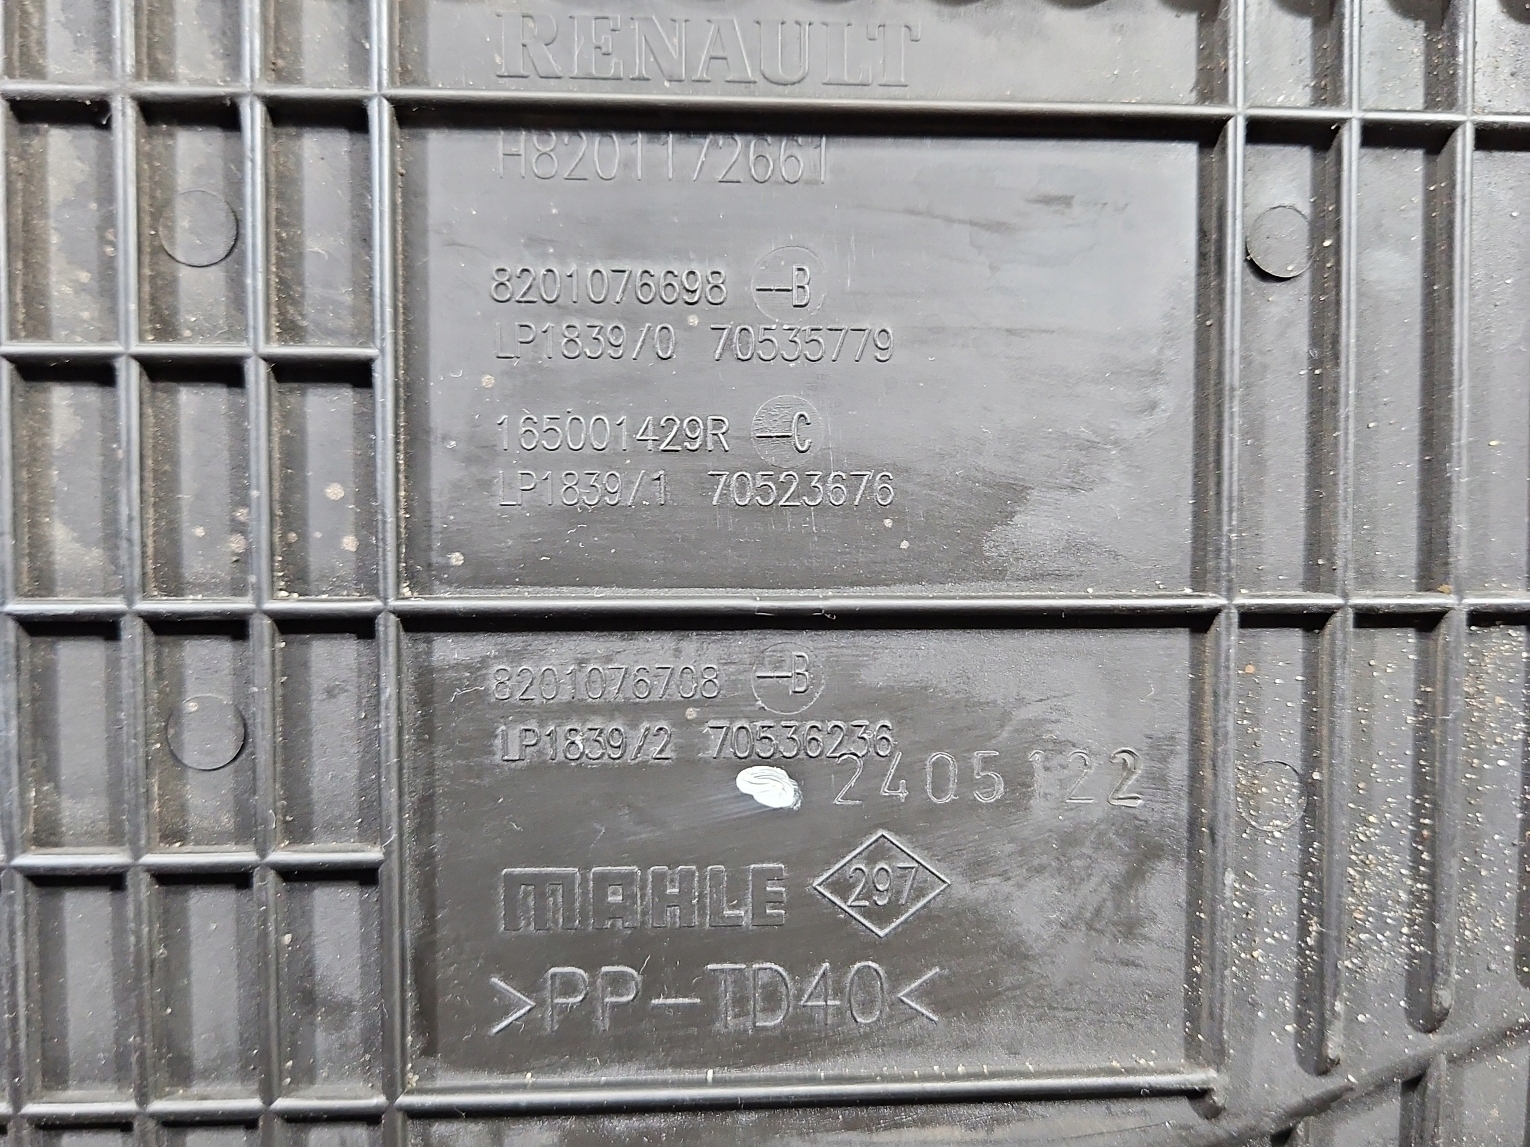 RENAULT
H8201172661
8201076698 —B
LP1839/0 70535779
165001429R —C
LP1839/1 70523676
8201076708 —B
LP1839/2 70536236
2405122
MAHLE 297
>PP-TD40<